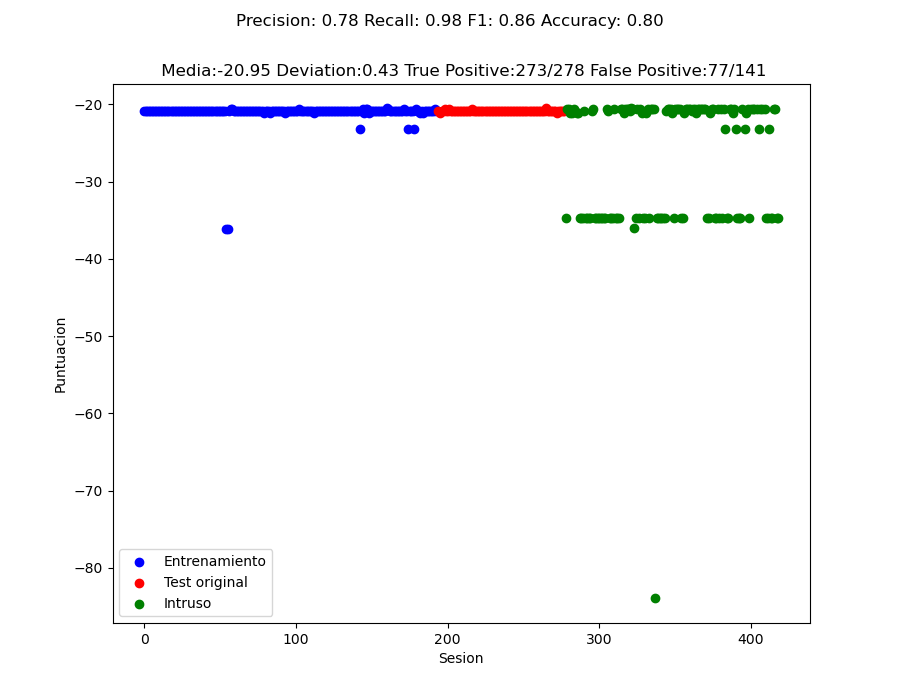 Precision: 0.78 Recall: 0.98 F1: 0.86 Accuracy: 0.80
Media:-20.95 Deviation:0.43 True Positive:273/278 False Positive:77/141
−20
−30
−40
−50
−60
−70
−80
Puntuacion
Entrenamiento
Test original
Intruso
0
100
200
300
400
Sesion